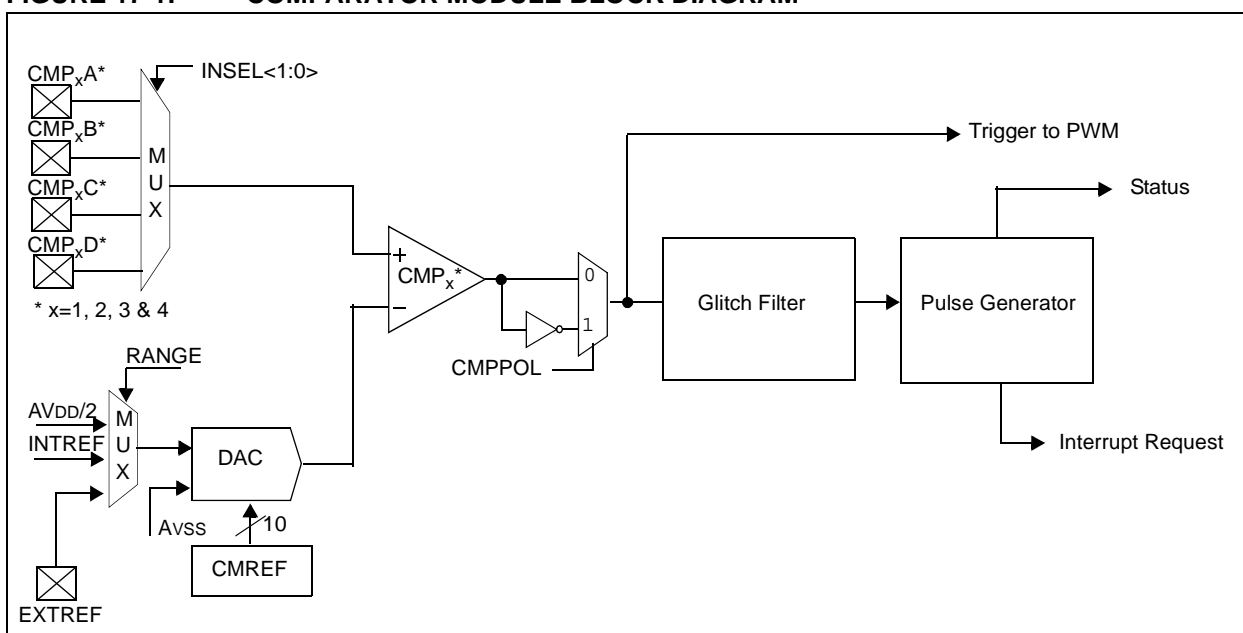 FIGURE 17-1: COMPARATOR MODULE BLOCK DIAGRAM
INSEL<1:0>
CMPxA*
CMPxB*
CMPxC*
CMPxD*
M
U
X
* x=1, 2, 3 & 4
Trigger to PWM
Status
+
CMPx*
–
0
1
CMPPOL
Glitch Filter
Pulse Generator
Interrupt Request
RANGE
AVDD/2
INTREF
M
U
X
DAC
AVSS
10
CMREF
EXTREF